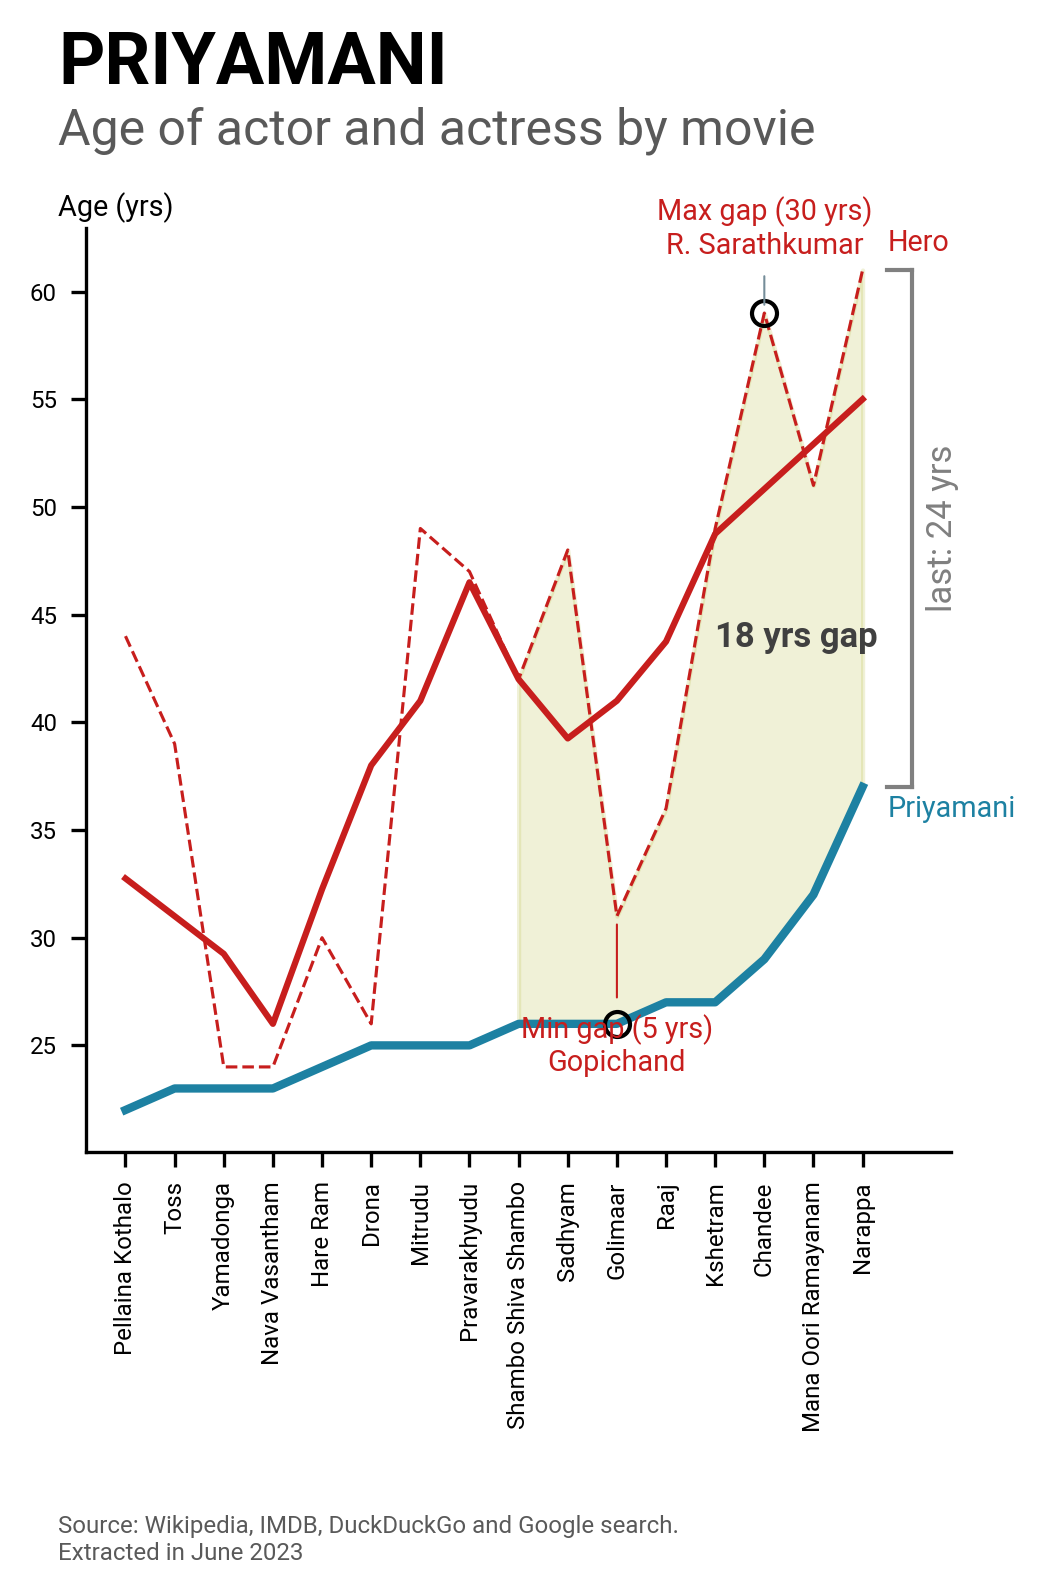 PRIYAMANI
Age of actor and actress by movie
Age (yrs)
Max gap (30 yrs)
R. Sarathkumar
Hero
60
55
50
45
40
35
30
25
last: 24 yrs
18 yrs gap
Priyamani
Min gap (5 yrs)
Gopichand
Pellaina Kothalo
Toss
Yamadonga
Nava Vasantham
Hare Ram
Drona
Mitrudu
Pravarakhyudu
Shambo Shiva Shambo
Sadhyam
Golimaar
Raaj
Kshetram
Chandee
Mana Oori Ramayanam
Narappa
Source: Wikipedia, IMDB, DuckDuckGo and Google search.
Extracted in June 2023